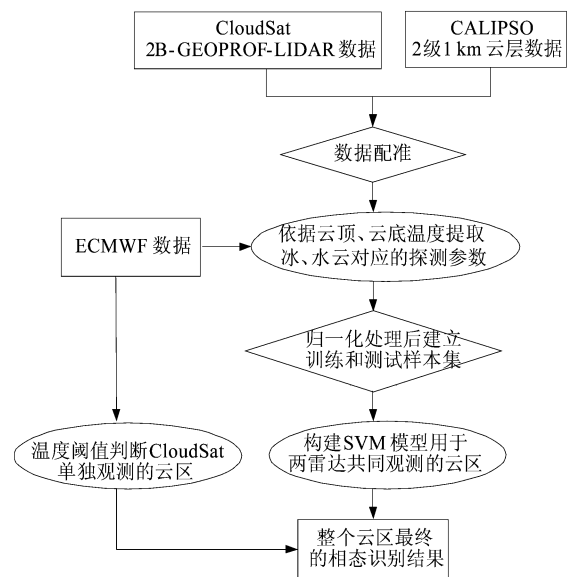 CloudSat
2B-GEOPROF-LIDAR 数据
CALIPSO
2级1 km 云层数据
数据配准
ECMWF 数据
依据云顶、云底温度提取
冰、水云对应的探测参数
归一化处理后建立
训练和测试样本集
温度阈值判断CloudSat
单独观测的云区
构建SVM 模型用于
两雷达共同观测的云区
整个云区最终
的相态识别结果